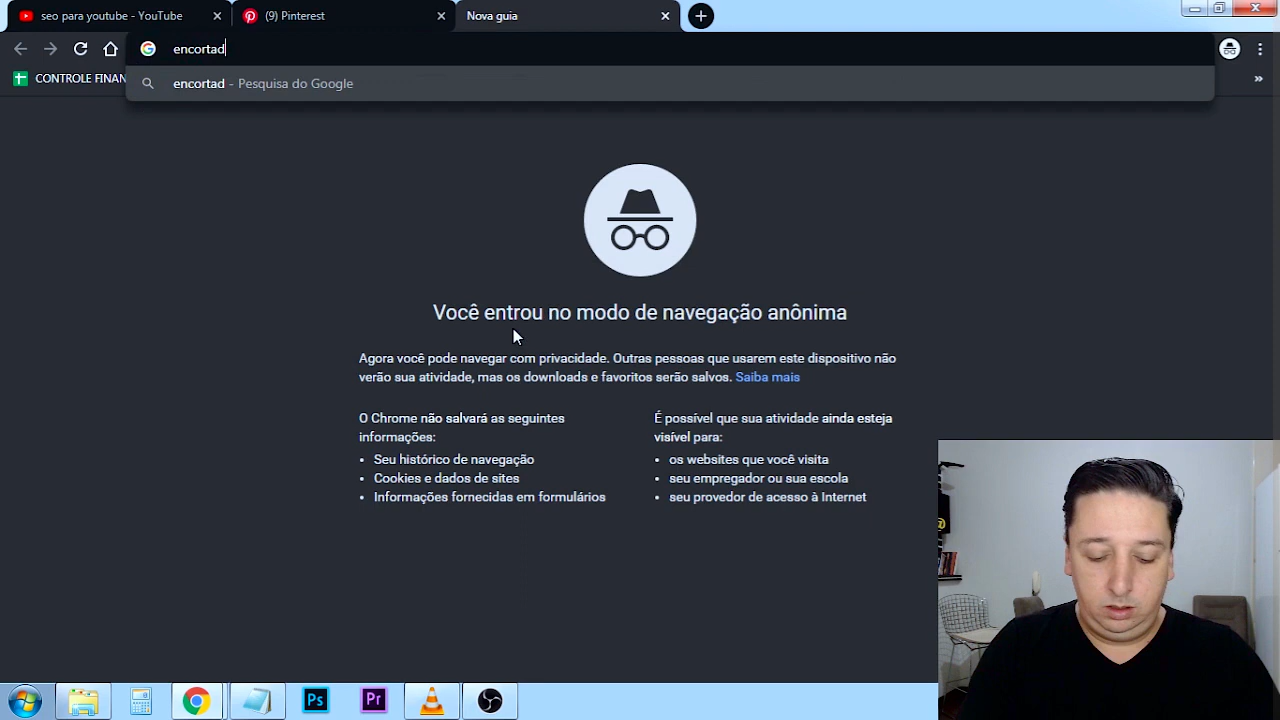 seo para youtube - YouTube
(9) Pinterest
Nova guia
encortad
CONTROLE FINAN
encortad - Pesquisa do Google
Você entrou no modo de navegação anônima
Agora você pode navegar com privacidade. Outras pessoas que usarem este dispositivo não
verão sua atividade, mas os downloads e favoritos serão salvos. Saiba mais
O Chrome não salvará as seguintes
informações:
• Seu histórico de navegação
• Cookies e dados de sites
• Informações fornecidas em formulários
É possível que sua atividade ainda esteja
visível para:
• os websites que você visita
• seu empregador ou sua escola
• seu provedor de acesso à Internet
@
Ps
Pr